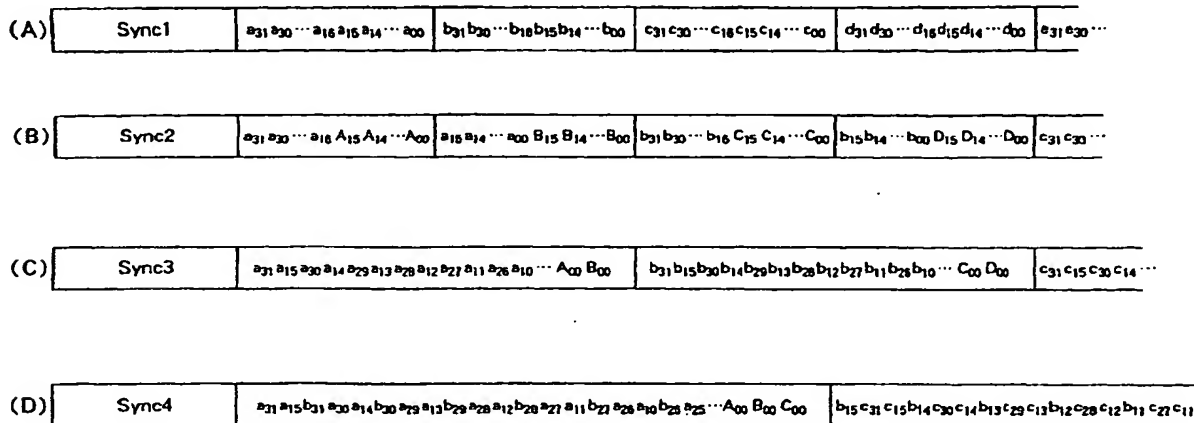 (A) Sync1 a31 a30 ··· a16 a15 a14 ··· a00 b31 b30 ··· b16 b15 b14 ··· b00 c31 c30 ··· c16 c15 c14 ··· c00 d31 d30 ··· d16 d15 d14 ··· d00 a31 a30 ···
(B) Sync2 a31 a30 ··· a16 A15 A14 ··· A00 a15 a14 ··· a00 B15 B14 ··· B00 b31 b30 ··· b16 C15 C14 ··· C00 b15 b14 ··· b00 D15 D14 ··· D00 c31 c30 ···
(C) Sync3 a31 a15 a30 a14 a29 a13 a28 a12 a27 a11 a26 a10 ··· A00 B00 b31 b15 b30 b14 b29 b13 b28 b12 b27 b11 b26 b10 ··· C00 D00 c31 c15 c30 c14 ···
(D) Sync4 a31 a15 b31 a30 a14 b30 a29 a13 b29 a28 a12 b28 a27 a11 b27 a26 a10 b26 a25 ··· A00 B00 C00 b15 c31 c15 b14 c30 c14 b13 c29 c13 b12 c28 c12 b11 c27 c11